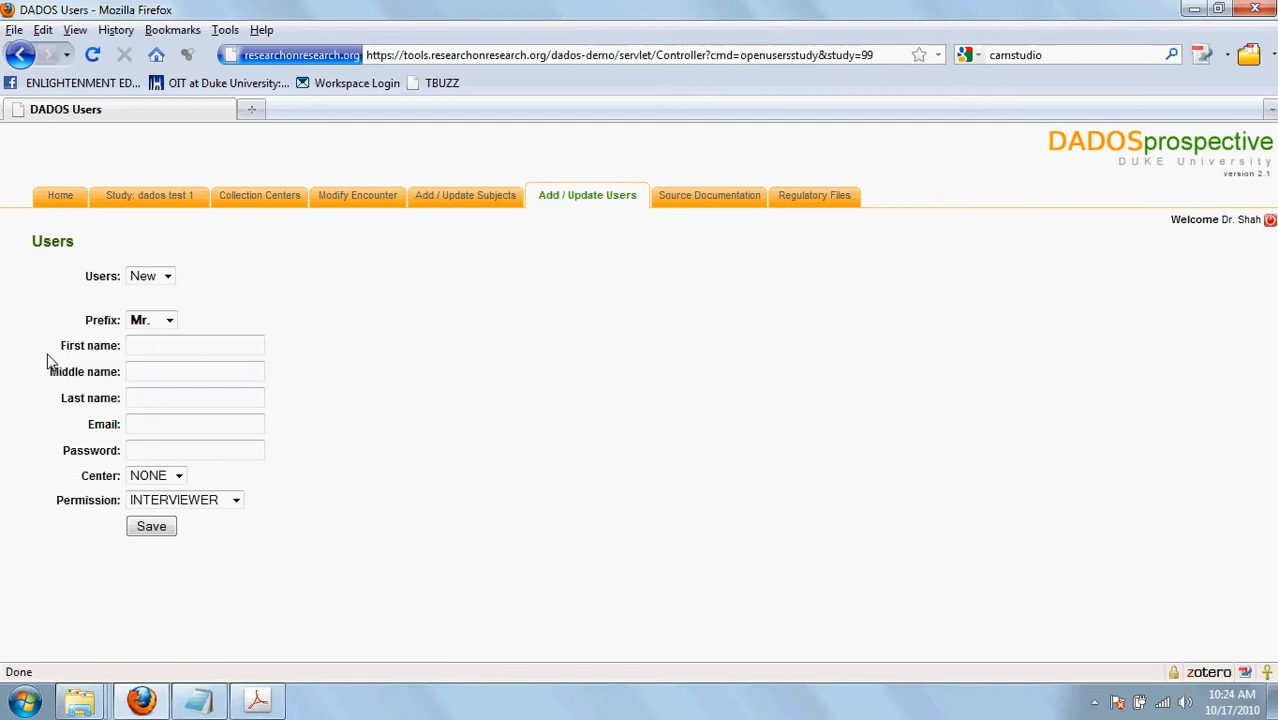 DADOS Users - Mozilla Firefox
File Edit View History Bookmarks Tools Help
researchonresearch.org https://tools.researchonresearch.org/dados-demo/servlet/Controller?cmd=openusersstudy&study=99 camstudio
ENLIGHTENMENT ED... OIT at Duke University:... Workspace Login TBUZZ
DADOS Users
DADOSprospective
DUKE University
version 2.1
Home Study: dados test 1 Collection Centers Modify Encounter Add / Update Subjects Add / Update Users Source Documentation Regulatory Files
Welcome Dr. Shah
Users
Users: New
Prefix: Mr.
First name:
Middle name:
Last name:
Email:
Password:
Center: NONE
Permission: INTERVIEWER
Save
Done zotero
10:24 AM
10/17/2010